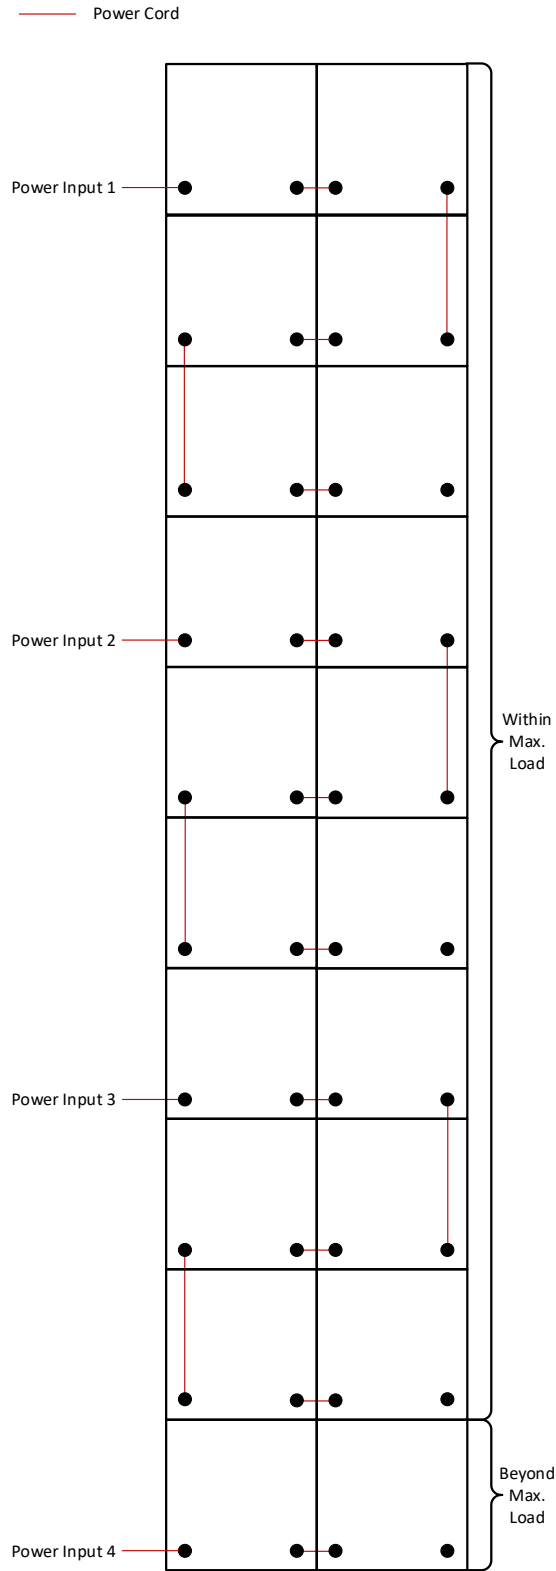 Power Cord
Power Input 1
Power Input 2
Within
Max.
Load
Power Input 3
Beyond
Max.
Load
Power Input 4